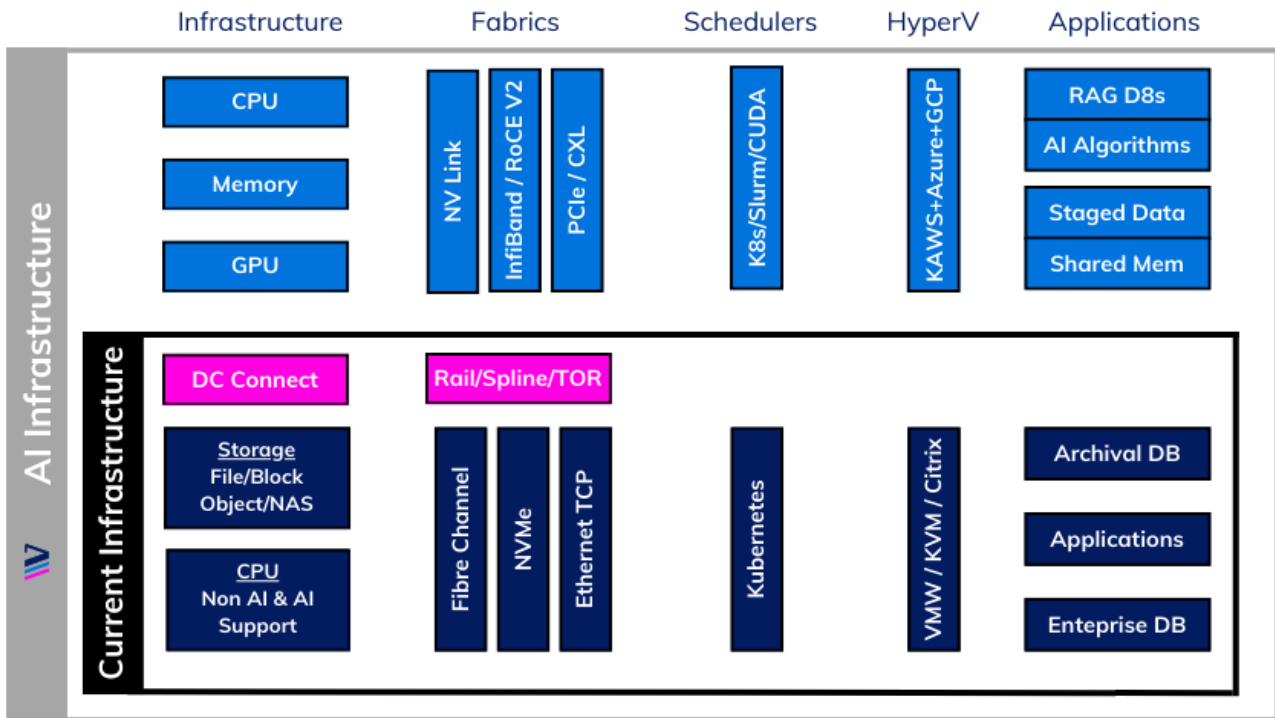 Infrastructure
Fabrics
Schedulers
HyperV
Applications
AI Infrastructure
CPU
Memory
GPU
NV Link
InfiBand / RoCE V2
PCIe / CXL
K8s/Slurm/CUDA
KAWS+Azure+GCP
RAG D8s
AI Algorithms
Staged Data
Shared Mem
Current Infrastructure
DC Connect
Rail/Spline/TOR
Storage
File/Block
Object/NAS
CPU
Non AI & AI
Support
Fibre Channel
NVMe
Ethernet TCP
Kubernetes
VMW / KVM / Citrix
Archival DB
Applications
Enteprise DB